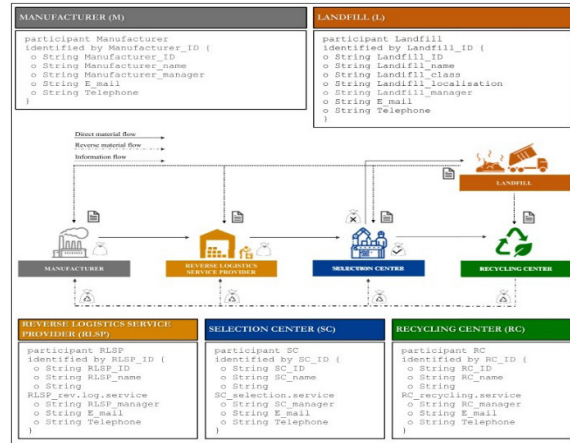 MANUFACTURER (M)
participant Manufacturer
identified by Manufacturer_ID {
o String Manufacturer_ID
o String Manufacturer_name
o String Manufacturer_manager
o String E_mail
o String Telephone
}
LANDFILL (L)
participant Landfill
identified by Landfill_ID {
o String Landfill_ID
o String Landfill_name
o String Landfill_class
o String Landfill_localisation
o String Landfill_manager
o String E_mail
o String Telephone
}
Direct material flow
Reverse material flow
Information flow
LANDFILL
MANUFACTURER
REVERSE LOGISTICS
SERVICE PROVIDER
SELECTION CENTER
RECYCLING CENTER
REVERSE LOGISTICS SERVICE
PROVIDER (RLSP)
participant RLSP
identified by RLSP_ID {
o String RLSP_ID
o String RLSP_name
o String
RLSP_rev.log.service
o String RLSP_manager
o String E_mail
o String Telephone
}
SELECTION CENTER (SC)
participant SC
identified by SC_ID {
o String SC_ID
o String SC_name
o String
SC_selection.service
o String SC_manager
o String E_mail
o String Telephone
}
RECYCLING CENTER (RC)
participant RC
identified by RC_ID {
o String RC_ID
o String RC_name
o String
RC_recycling.service
o String RC_manager
o String E_mail
o String Telephone
}